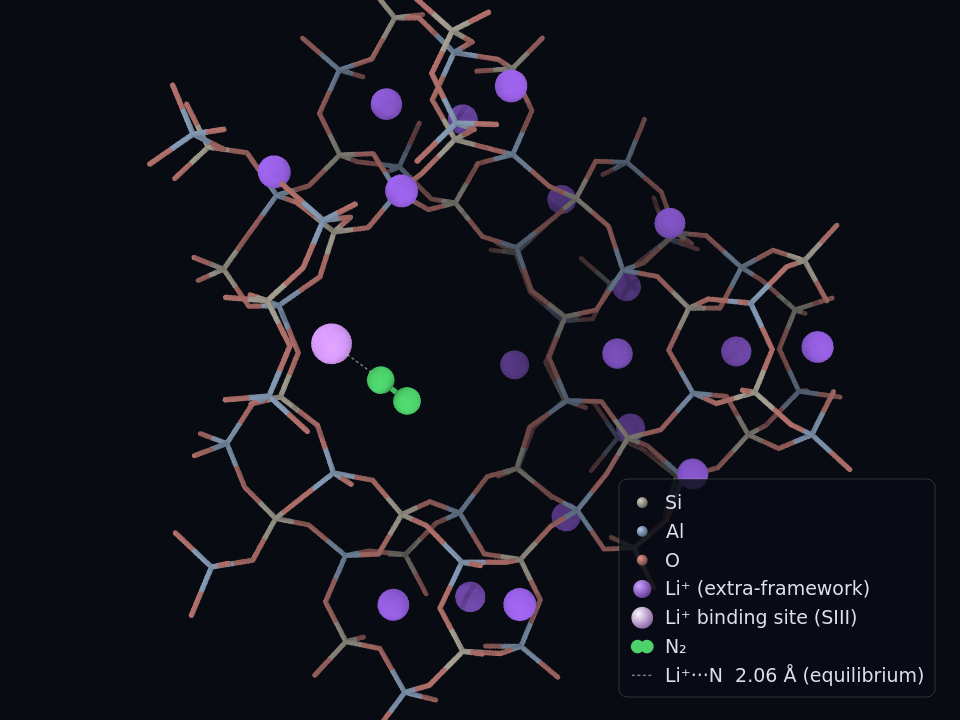 Si
Al
O
Li⁺ (extra-framework)
Li⁺ binding site (SIII)
N₂
Li⁺···N  2.06 Å (equilibrium)